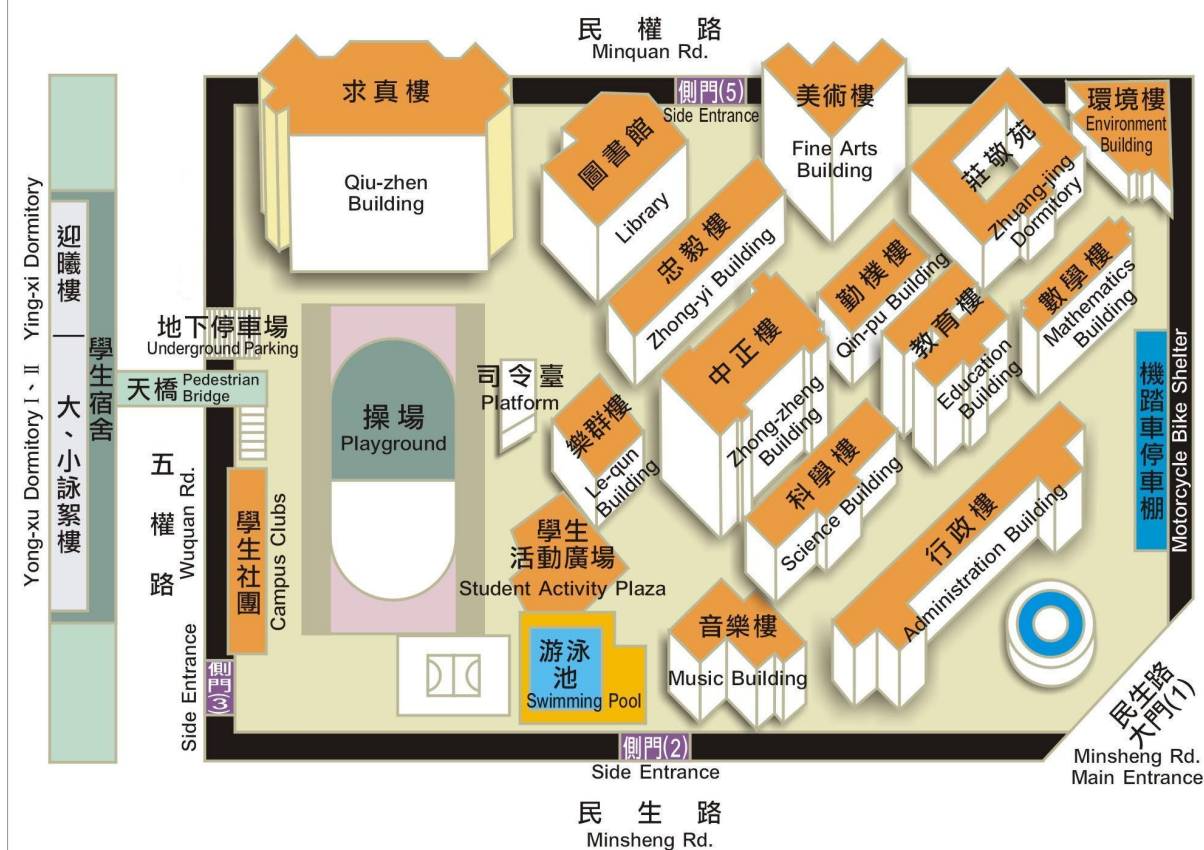 民權路
Minquan Rd.
求真樓
Qiu-zhen
Building
圖書館
Library
側門(5)
Side Entrance
美術樓
Fine Arts
Building
莊敬苑
Zhuang-jing
Dormitory
環境樓
Environment
Building
忠毅樓
Zhong-yi Building
勤樸樓
Qin-pu Building
中正樓
Zhong-zheng
Building
教育樓
Education
Building
數學樓
Mathematics
Building
機踏車停車棚
Motorcycle Bike Shelter
迎曦樓
Ying-xi Dormitory
大、小詠絮樓
Yong-xu Dormitory I、II
學生宿舍
地下停車場
Underground Parking
天橋
Pedestrian
Bridge
五權路
Wuquan Rd.
操場
Playground
司令臺
Platform
樂群樓
Le-qun
Building
科學樓
Science Building
行政樓
Administration Building
學生社團
Campus Clubs
學生
活動廣場
Student Activity Plaza
游泳
池
Swimming Pool
音樂樓
Music Building
側門(3)
Side Entrance
側門(2)
Side Entrance
民生路
大門(1)
Minsheng Rd.
Main Entrance
民生路
Minsheng Rd.